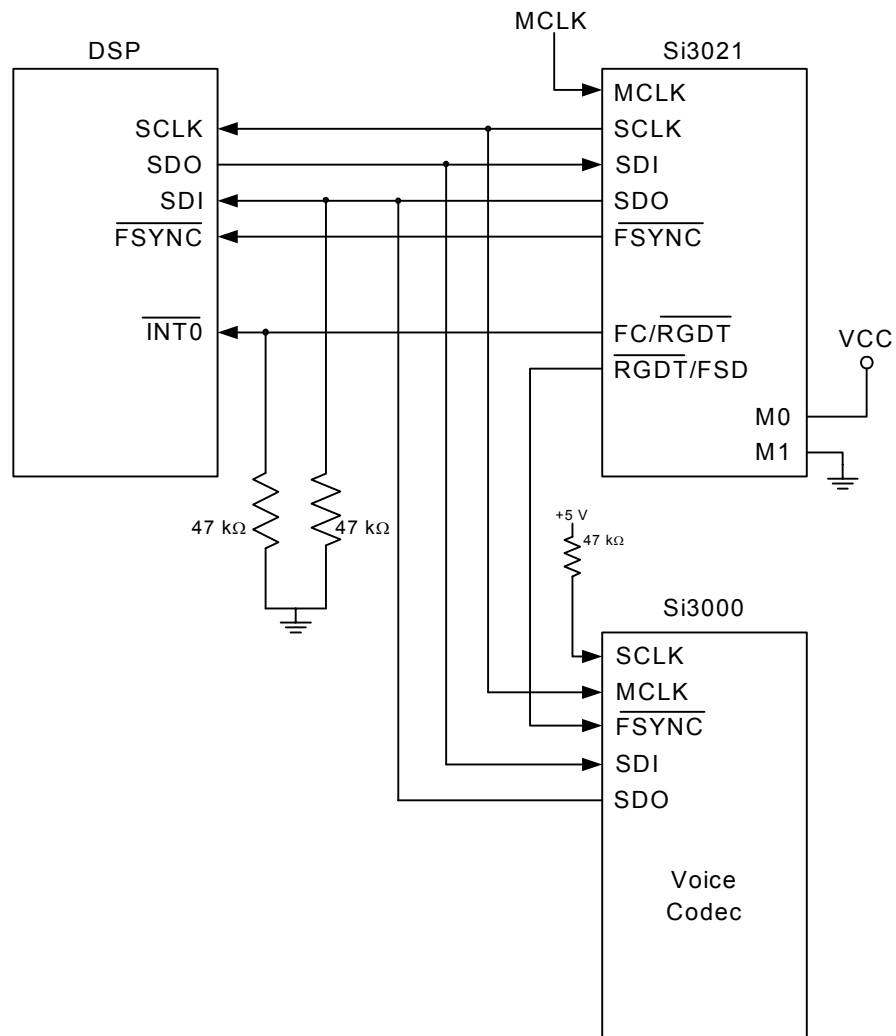 MCLK
DSP
Si3021
MCLK
SCLK
SCLK
SDO
SDI
SDI
SDO
FSYNC
FSYNC
INT0
FC/RGDT
RGDT/FSD
VCC
M0
M1
47 kΩ
47 kΩ
+5 V
47 kΩ
Si3000
SCLK
MCLK
FSYNC
SDI
SDO
Voice
Codec